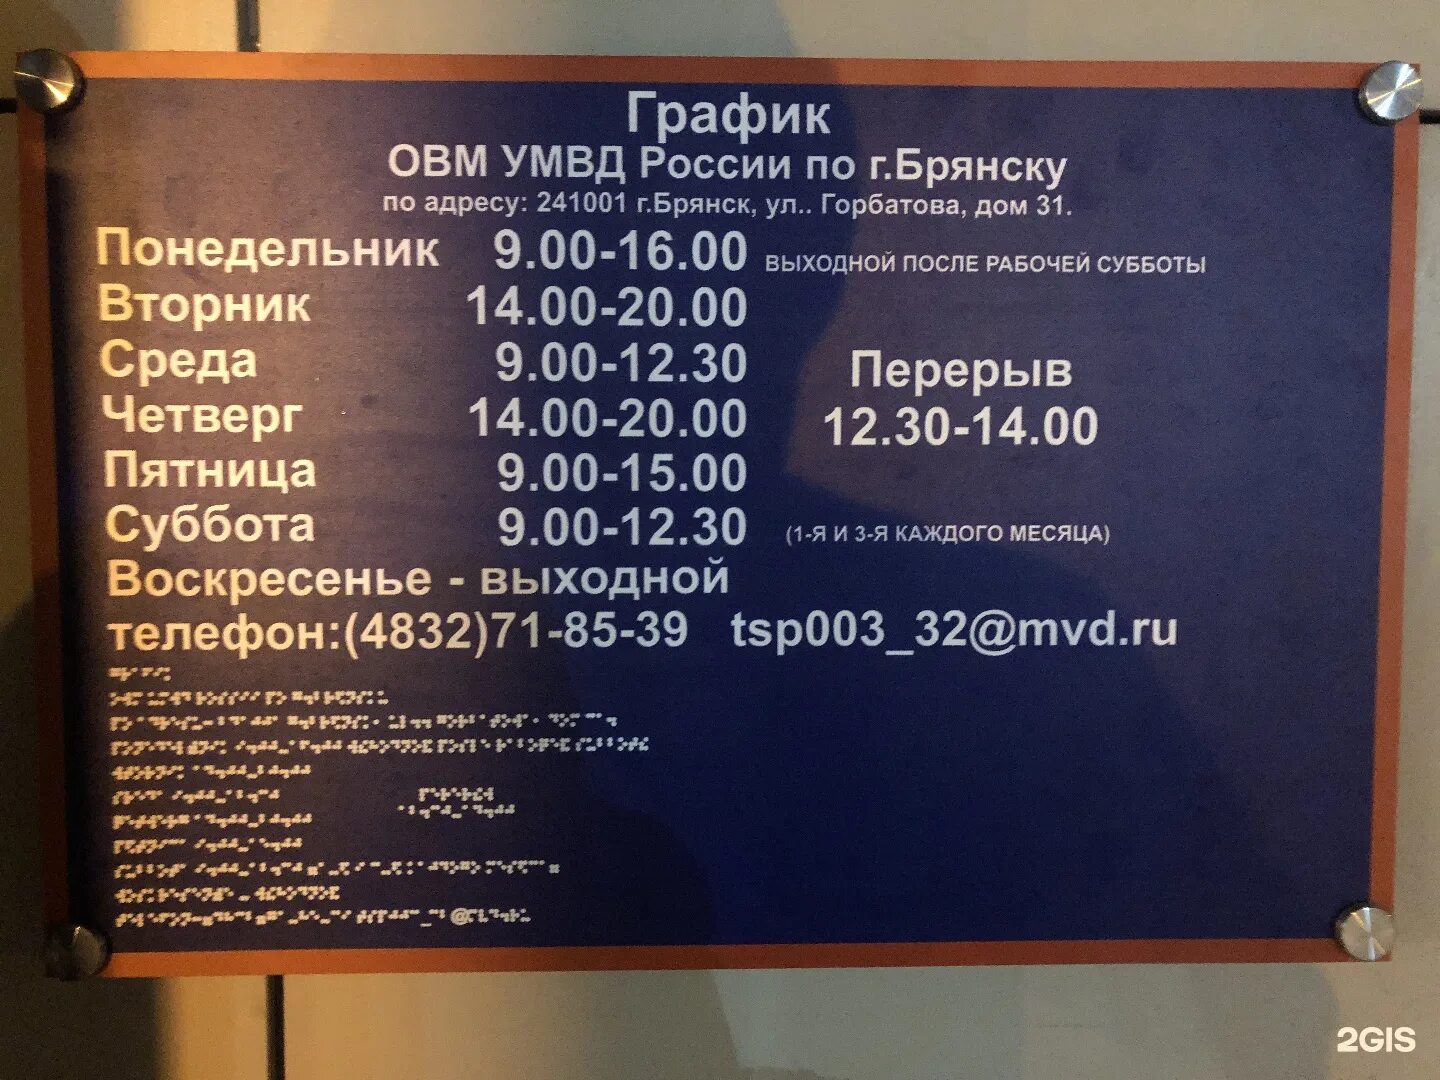 График
ОВМ УМВД России по г.Брянску
по адресу: 241001 г.Брянск, ул.. Горбатова, дом 31.
Понедельник 9.00-16.00 ВЫХОДНОЙ ПОСЛЕ РАБОЧЕЙ СУББОТЫ
Вторник 14.00-20.00
Среда 9.00-12.30
Четверг 14.00-20.00
Пятница 9.00-15.00
Суббота 9.00-12.30 (1-Я И 3-Я КАЖДОГО МЕСЯЦА)
Перерыв
12.30-14.00
Воскресенье - выходной
телефон:(4832)71-85-39 tsp003_32@mvd.ru
2GIS